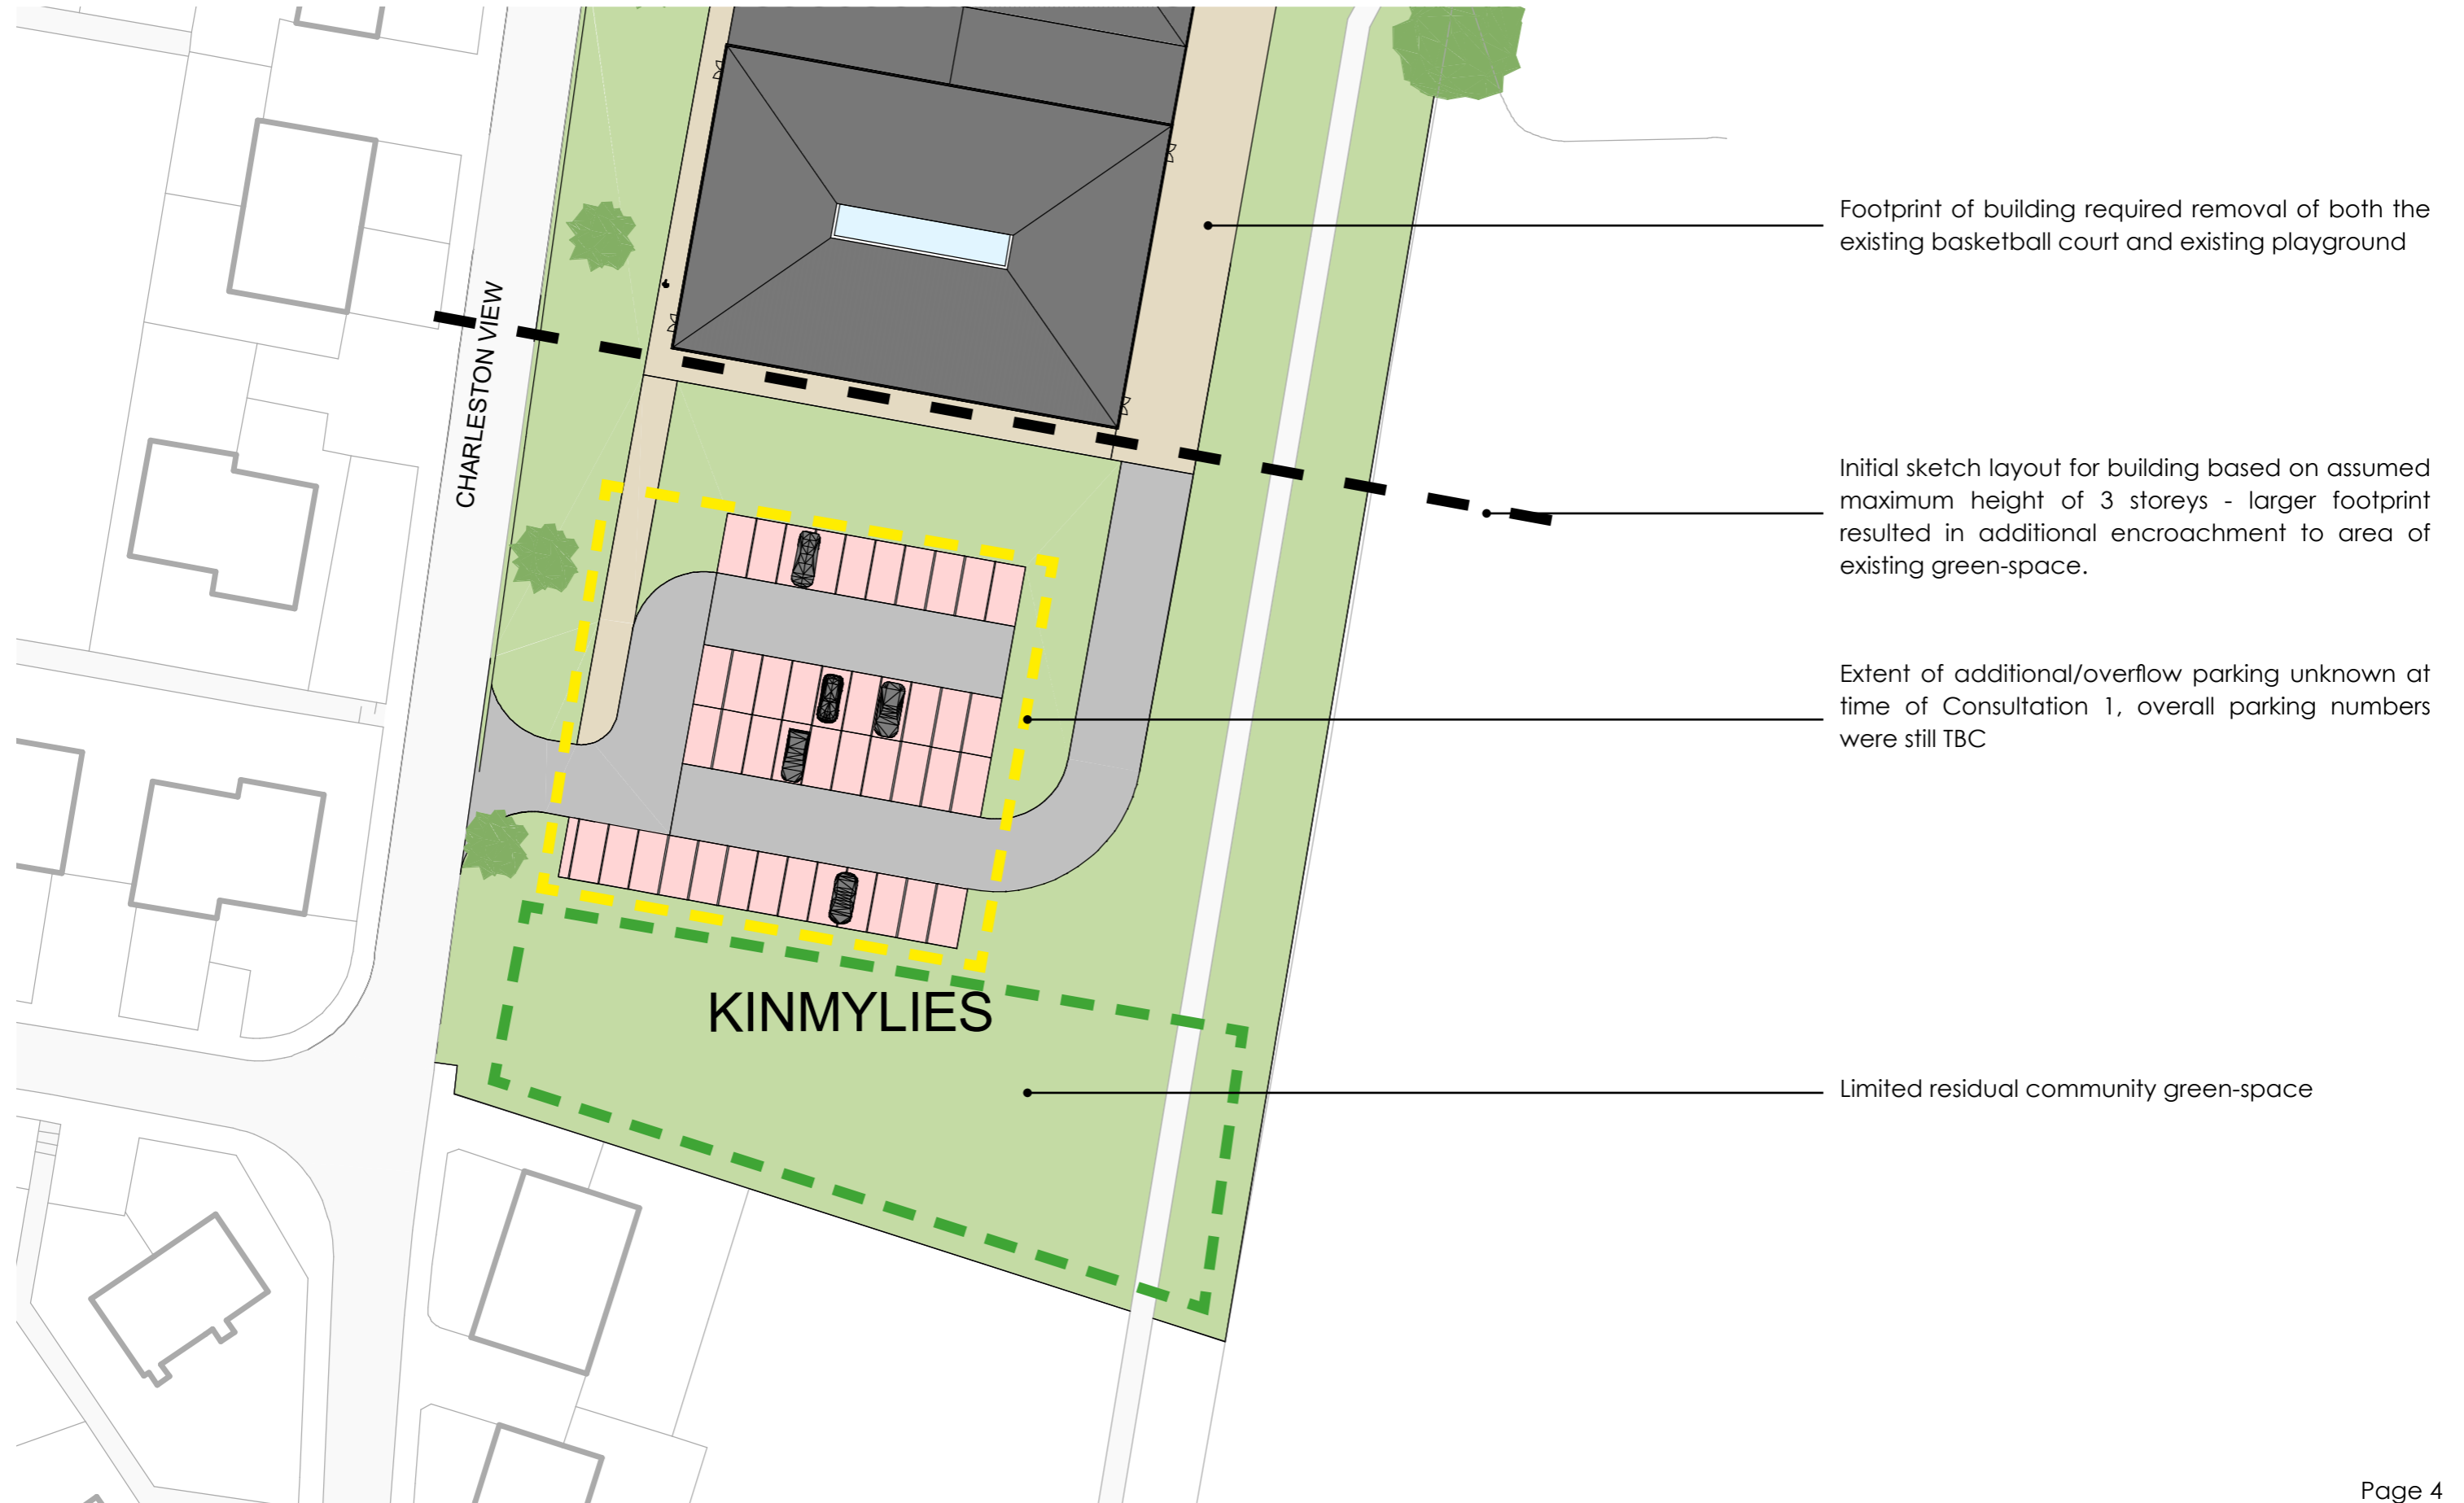 Footprint of building required removal of both the
existing basketball court and existing playground
CHARLESTON VIEW
Initial sketch layout for building based on assumed
maximum height of 3 storeys - larger footprint
resulted in additional encroachment to area of
existing green-space.
Extent of additional/overflow parking unknown at
time of Consultation 1, overall parking numbers
were still TBC
KINMYLIES
Limited residual community green-space
Page 4